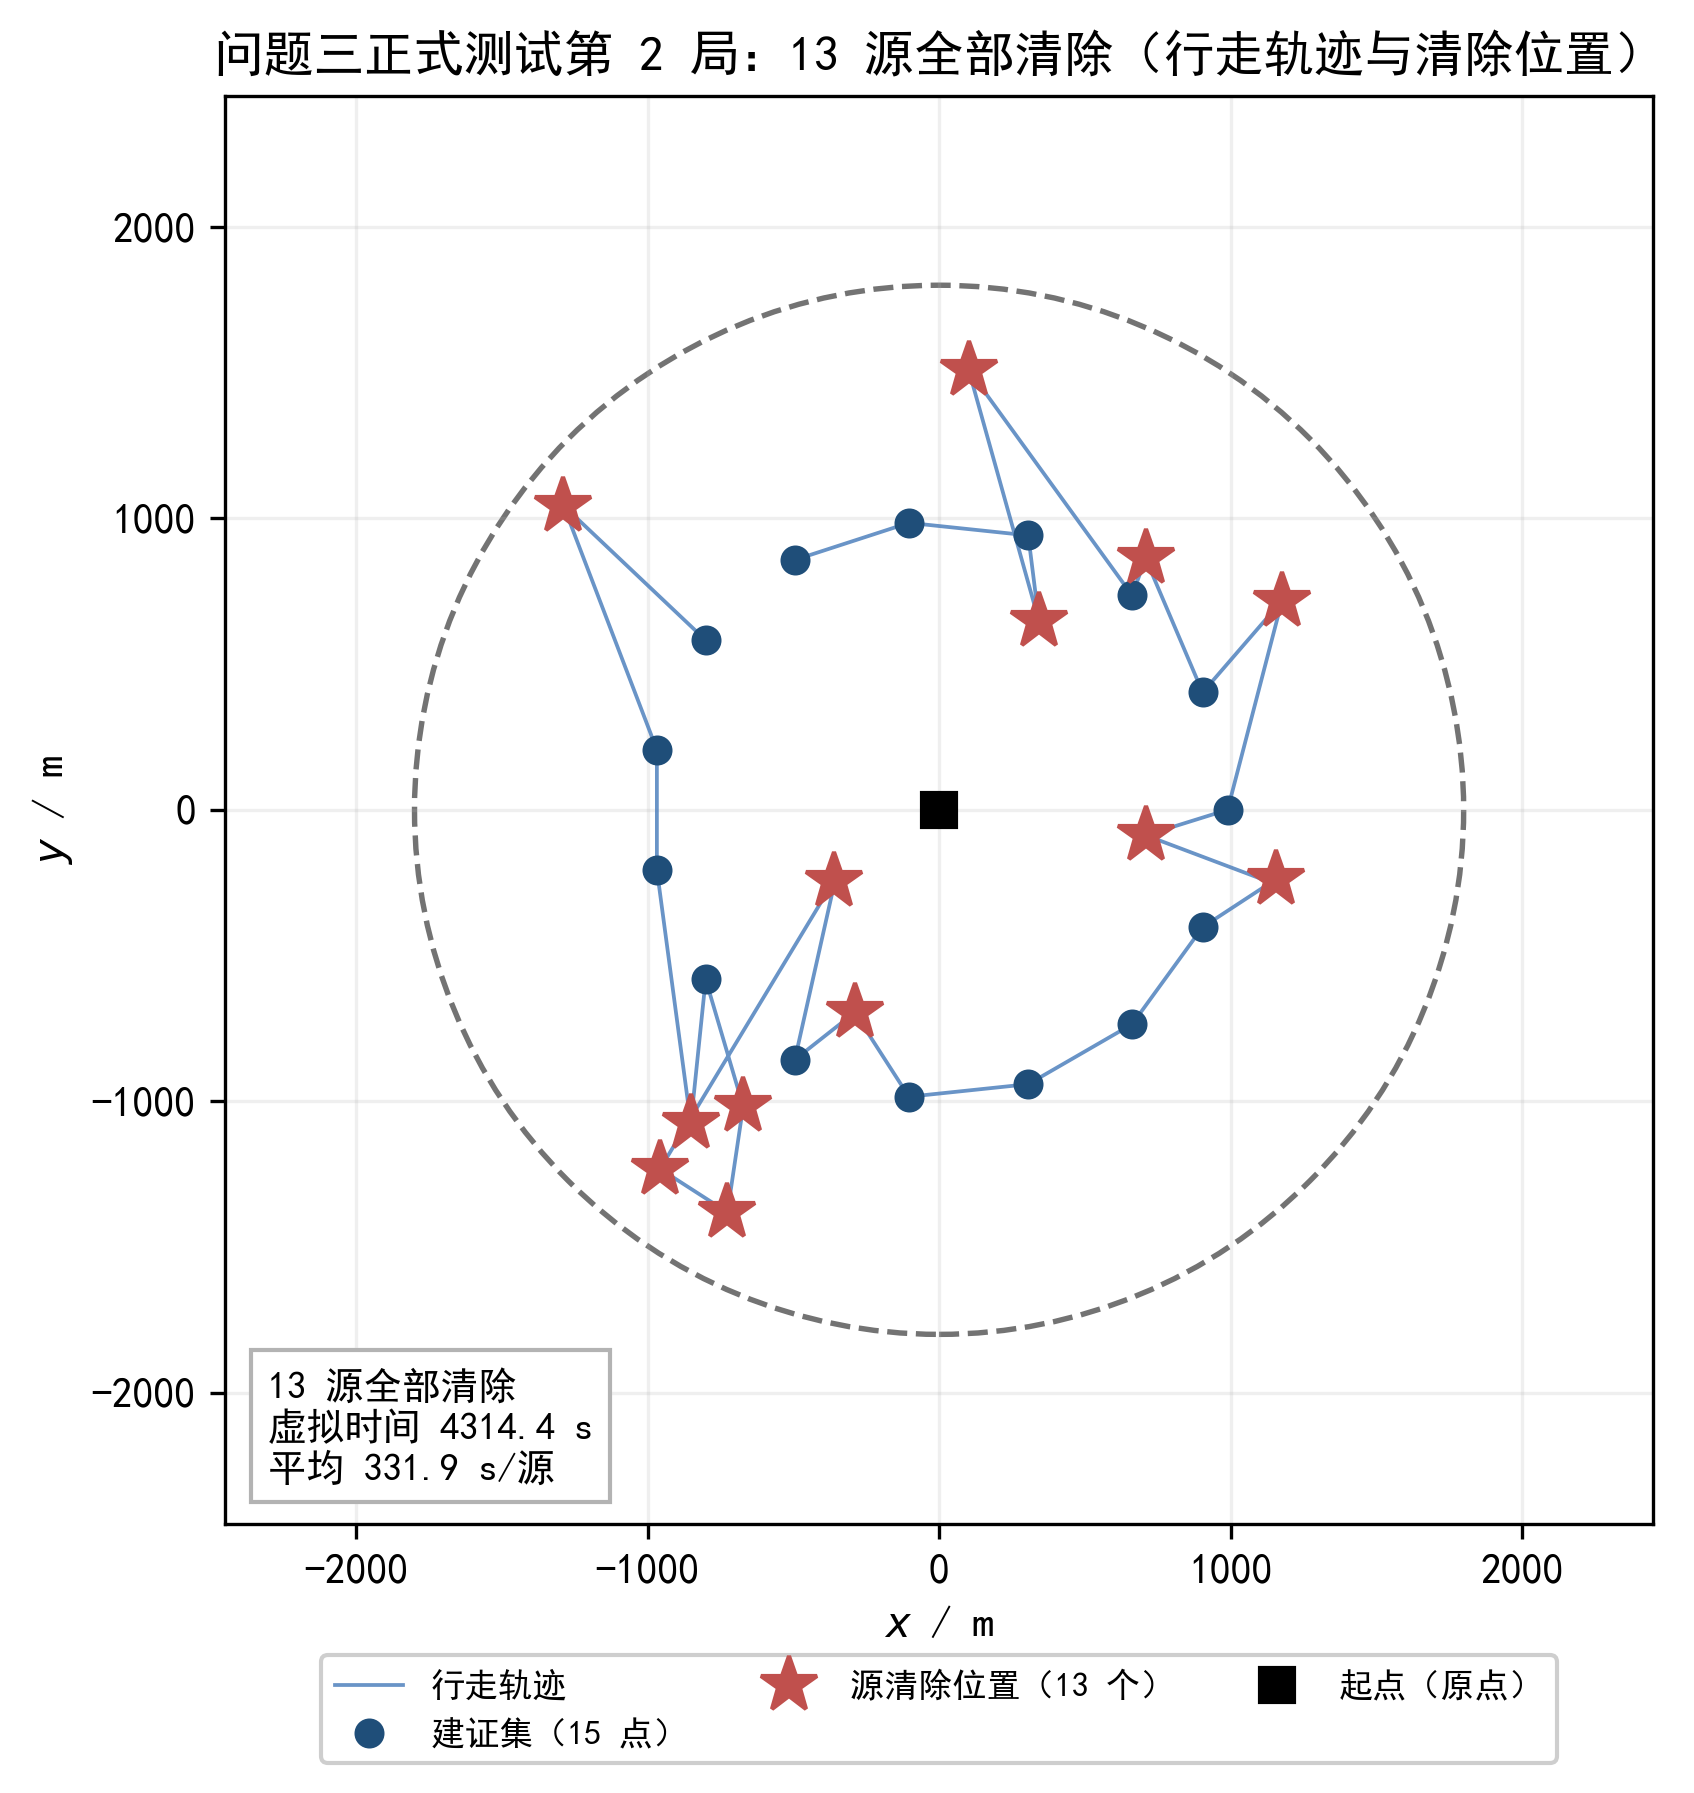 问题三正式测试第 2 局：13 源全部清除（行走轨迹与清除位置）
2000
1000
0
−1000
−2000
y / m
13 源全部清除
虚拟时间 4314.4 s
平均 331.9 s/源
−2000
−1000
0
1000
2000
x / m
行走轨迹
建证集（15 点）
源清除位置（13 个）
起点（原点）